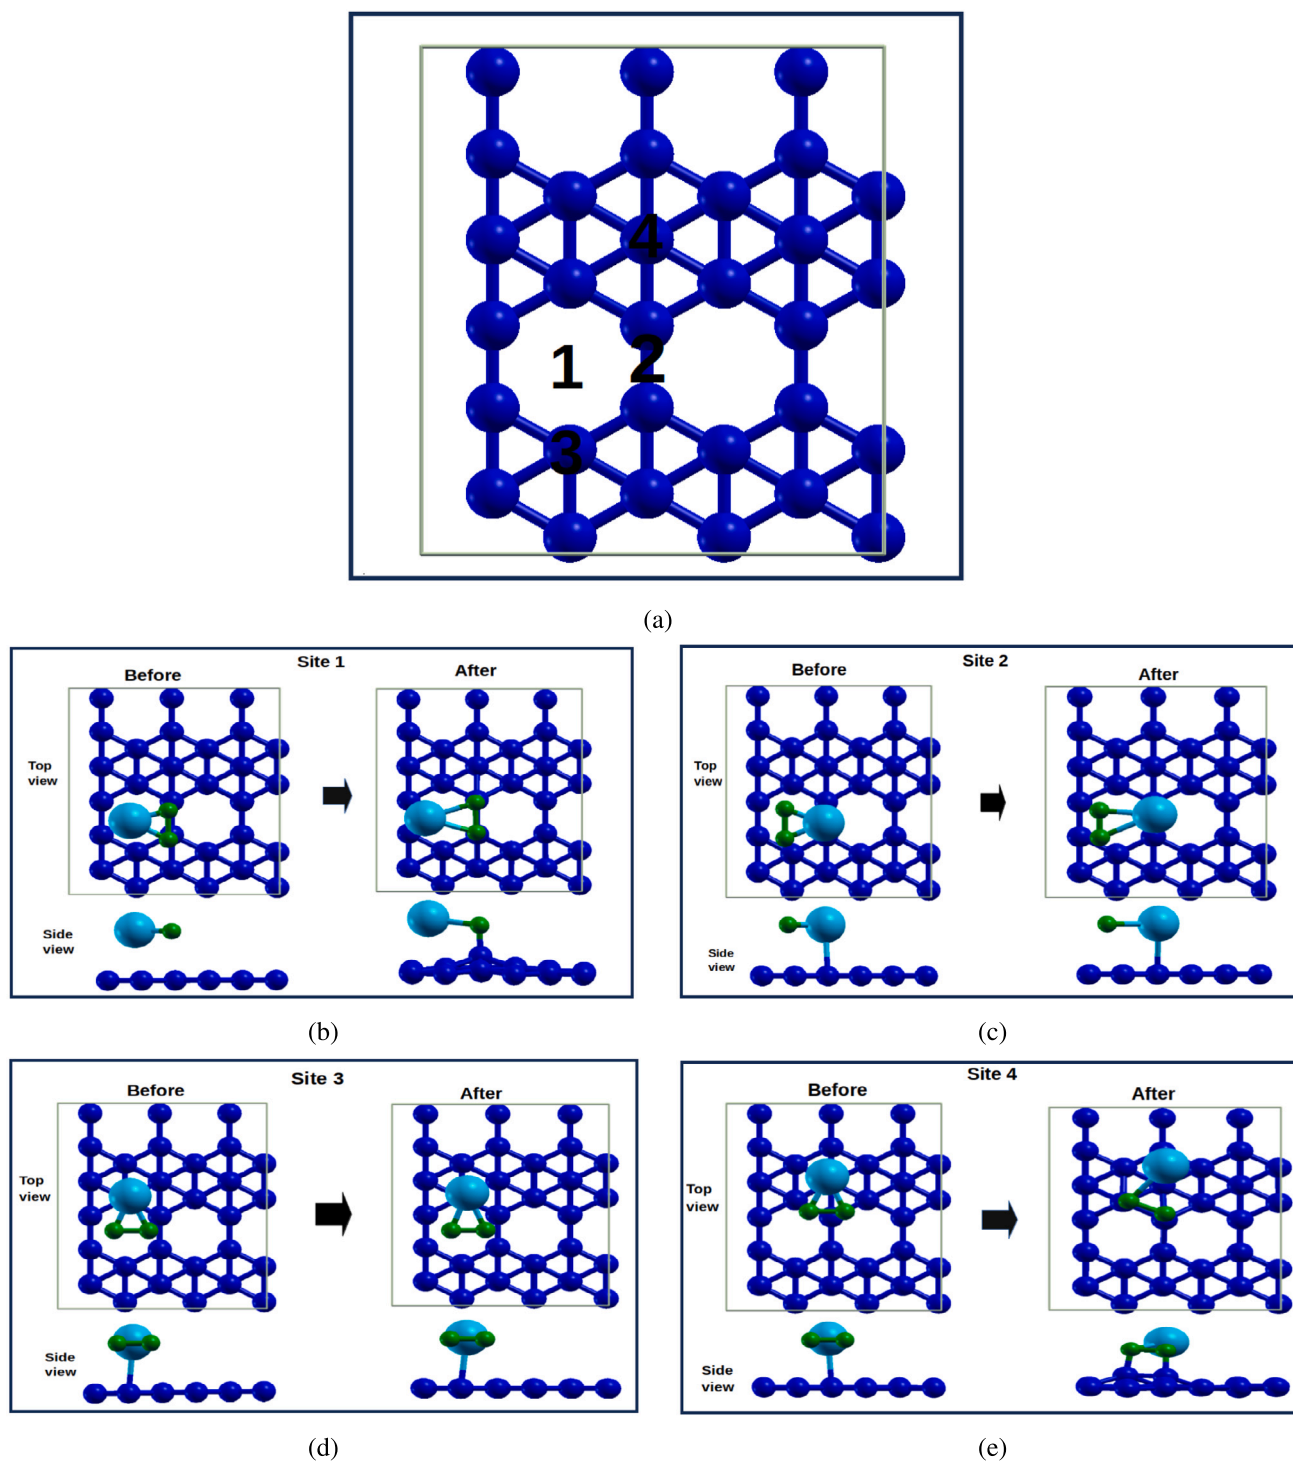 4
1
2
3
(a)
Site 1
Before
After
Top
view
Side
view
(b)
Site 2
Before
After
Top
view
Side
view
(c)
Site 3
Before
After
Top
view
Side
view
(d)
Site 4
Before
After
Top
view
Side
view
(e)